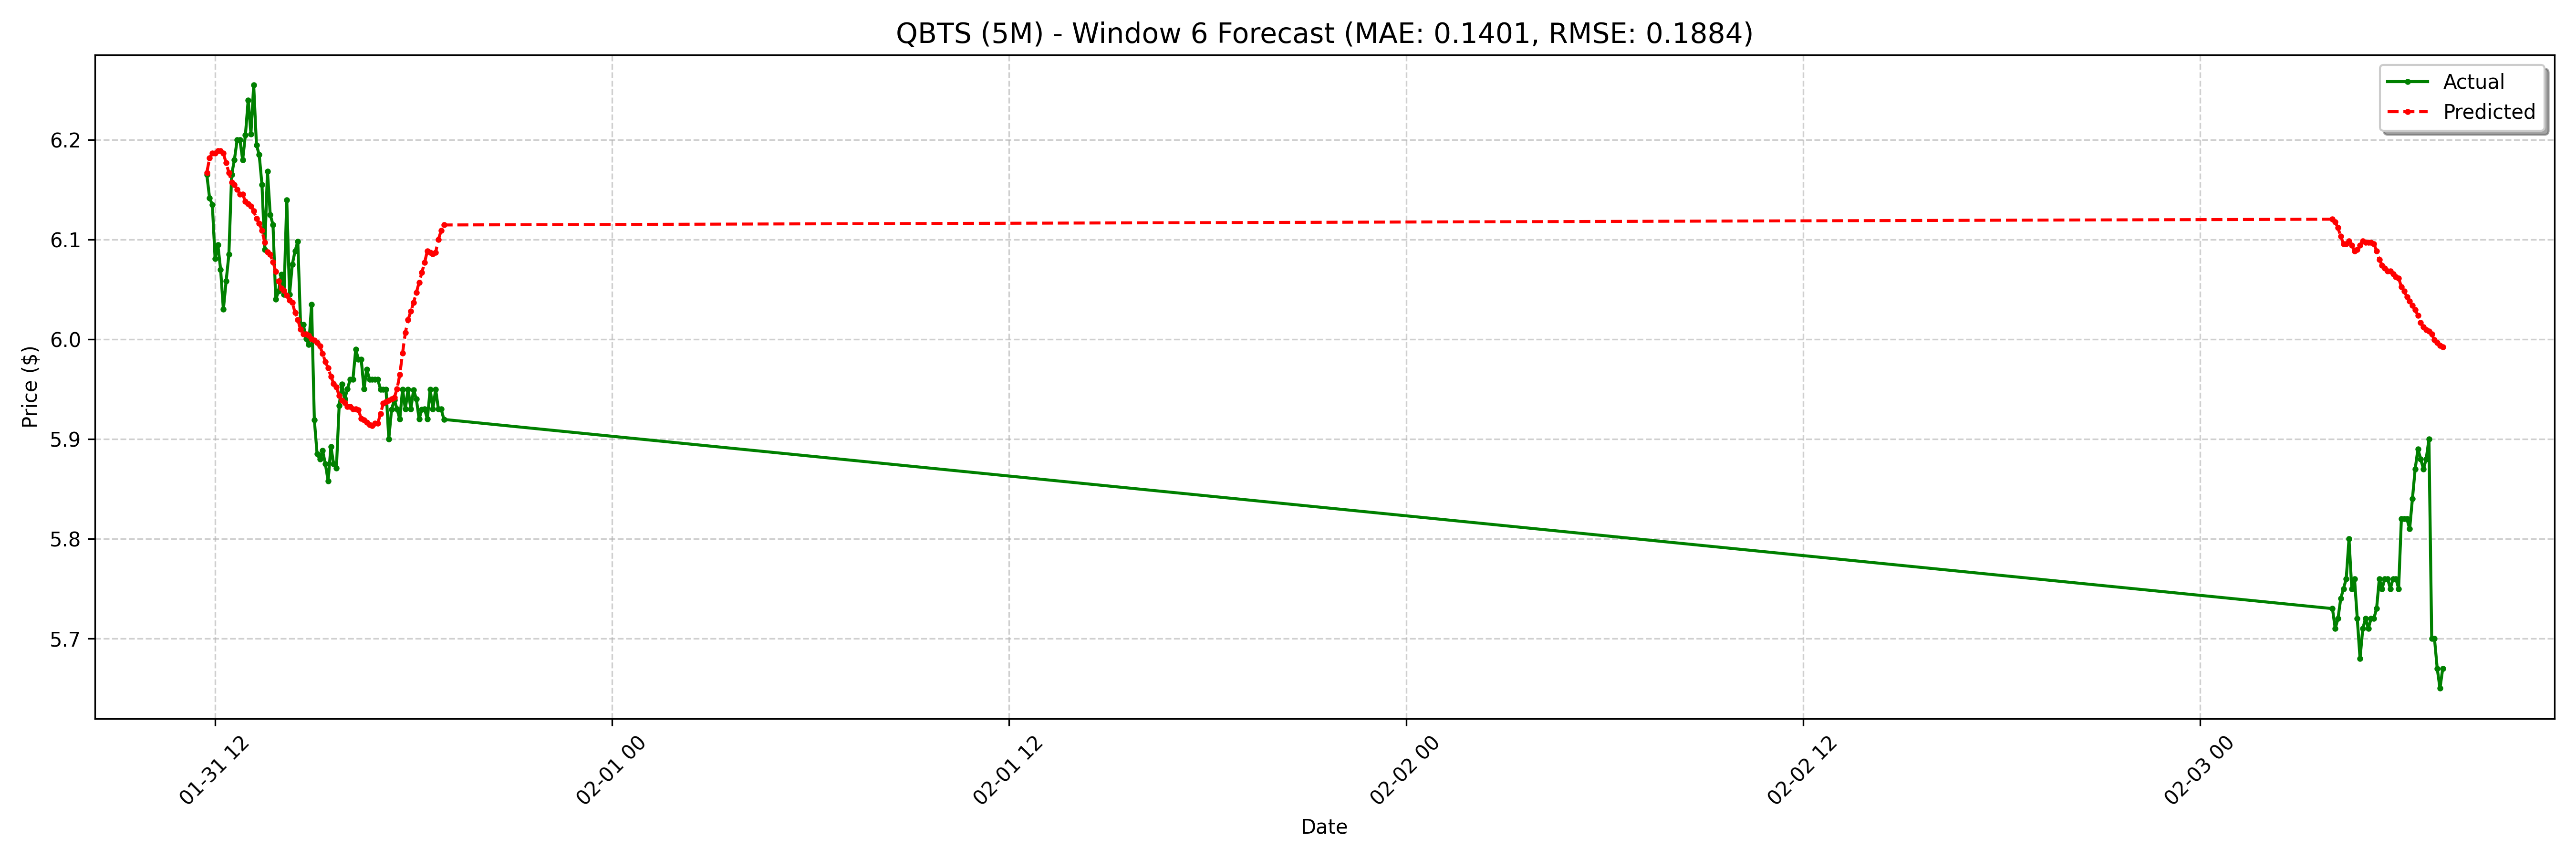 QBTS (5M) - Window 6 Forecast (MAE: 0.1401, RMSE: 0.1884)
Actual
Predicted
Price ($)
6.2
6.1
6.0
5.9
5.8
5.7
01-31 12
02-01 00
02-01 12
02-02 00
02-02 12
02-03 00
Date